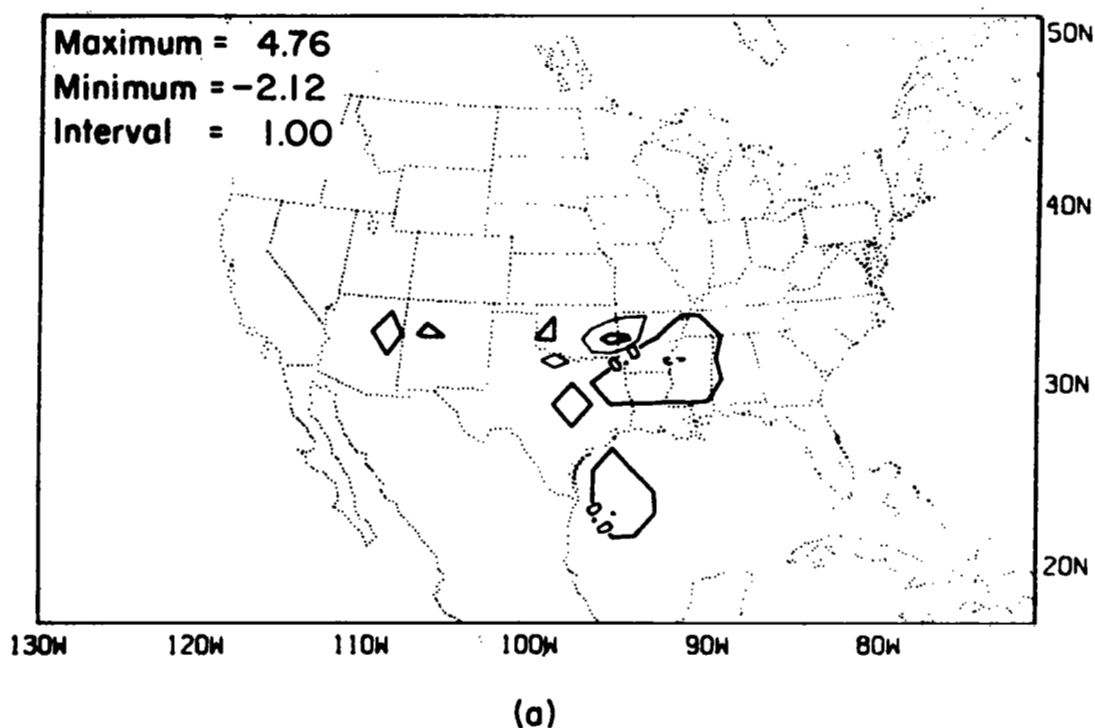 Maximum = 4.76
Minimum = -2.12
Interval = 1.00
50N
40N
30N
20N
130W 120W 110W 100W 90W 80W
(a)